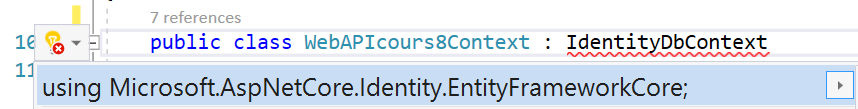 7 references
10
public class WebAPIcours8Context : IdentityDbContext
11
using Microsoft.AspNetCore.Identity.EntityFrameworkCore;